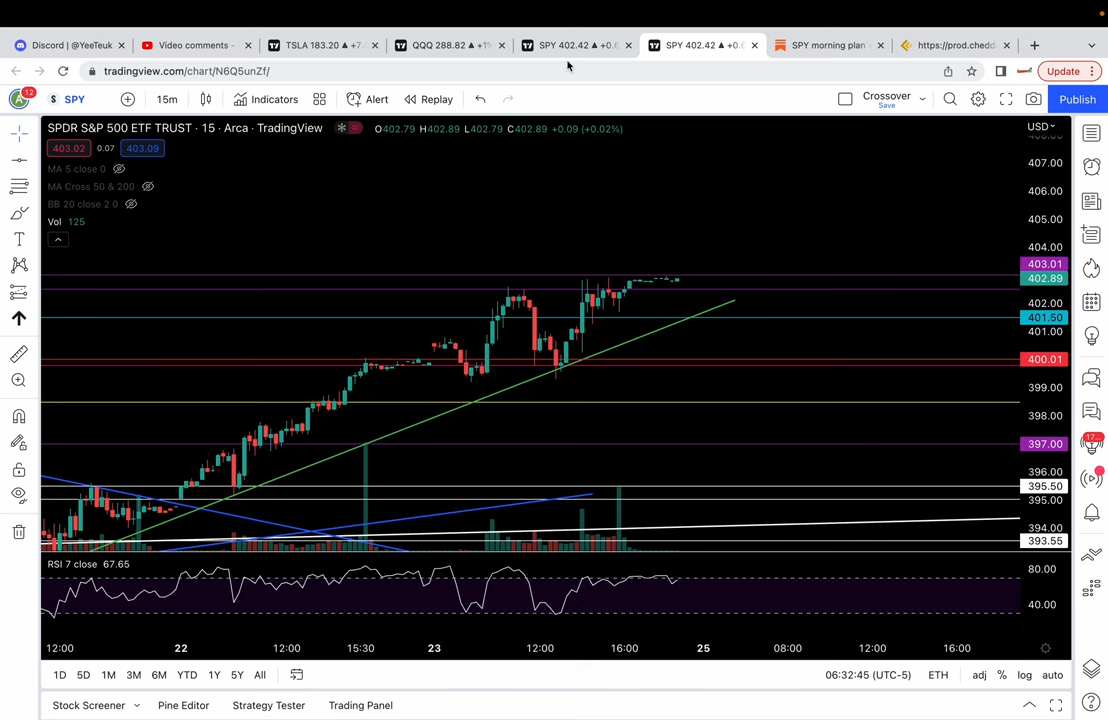 Discord | @YeeTeuk
Video comments -
TSLA 183.20 ▲ +7.
QQQ 288.82 ▲ +1%
SPY 402.42 ▲ +0.6
SPY 402.42 ▲ +0.6
SPY morning plan -
https://prod.chedd
tradingview.com/chart/N6Q5unZf/
Update
12
SPY
15m
Indicators
Alert
Replay
Crossover
Save
Publish
SPDR S&P 500 ETF TRUST · 15 · Arca · TradingView
O402.79 H402.89 L402.79 C402.89 +0.09 (+0.02%)
USD
403.02 0.07 403.09
MA 5 close 0
MA Cross 50 & 200
BB 20 close 2 0
Vol 125
407.00
406.00
405.00
404.00
403.01
402.89
402.00
401.50
401.00
400.01
399.00
398.00
397.00
396.00
395.50
395.00
394.00
393.55
17...
RSI 7 close 67.65
80.00
40.00
12:00 22 12:00 15:30 23 12:00 16:00 25 08:00 12:00 16:00
1D 5D 1M 3M 6M YTD 1Y 5Y All
06:32:45 (UTC-5) ETH adj % log auto
Stock Screener Pine Editor Strategy Tester Trading Panel